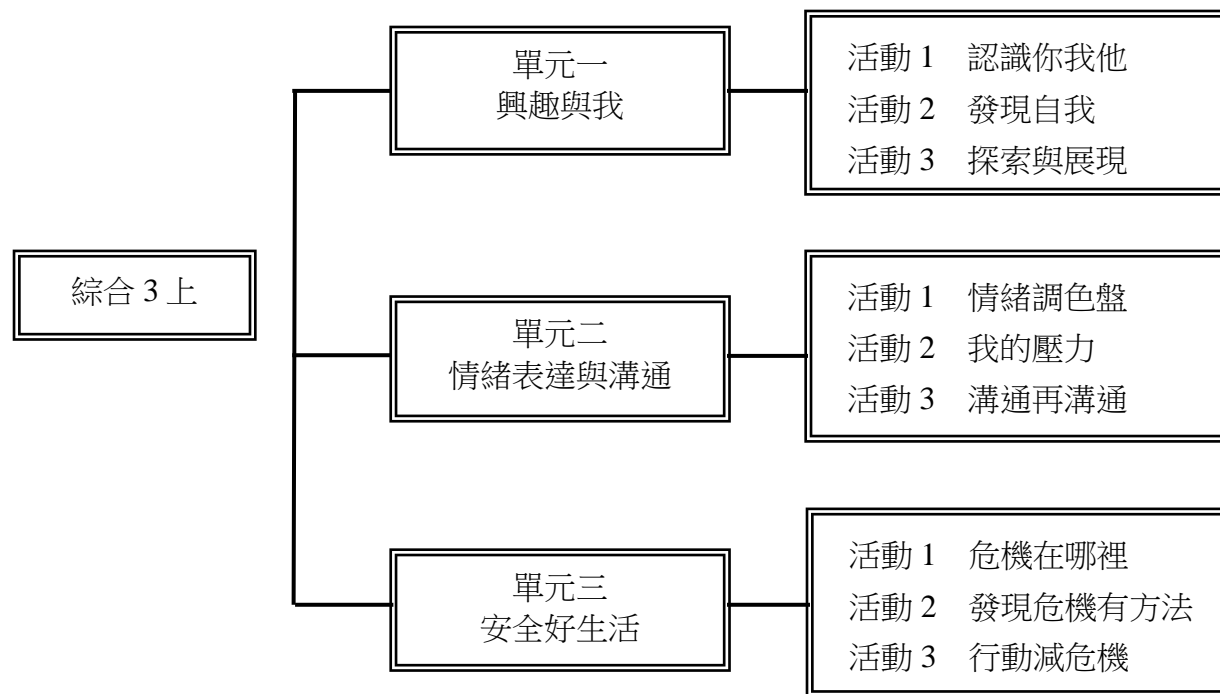 綜合 3 上
單元一
興趣與我
活動 1 認識你我他
活動 2 發現自我
活動 3 探索與展現
單元二
情緒表達與溝通
活動 1 情緒調色盤
活動 2 我的壓力
活動 3 溝通再溝通
單元三
安全好生活
活動 1 危機在哪裡
活動 2 發現危機有方法
活動 3 行動減危機